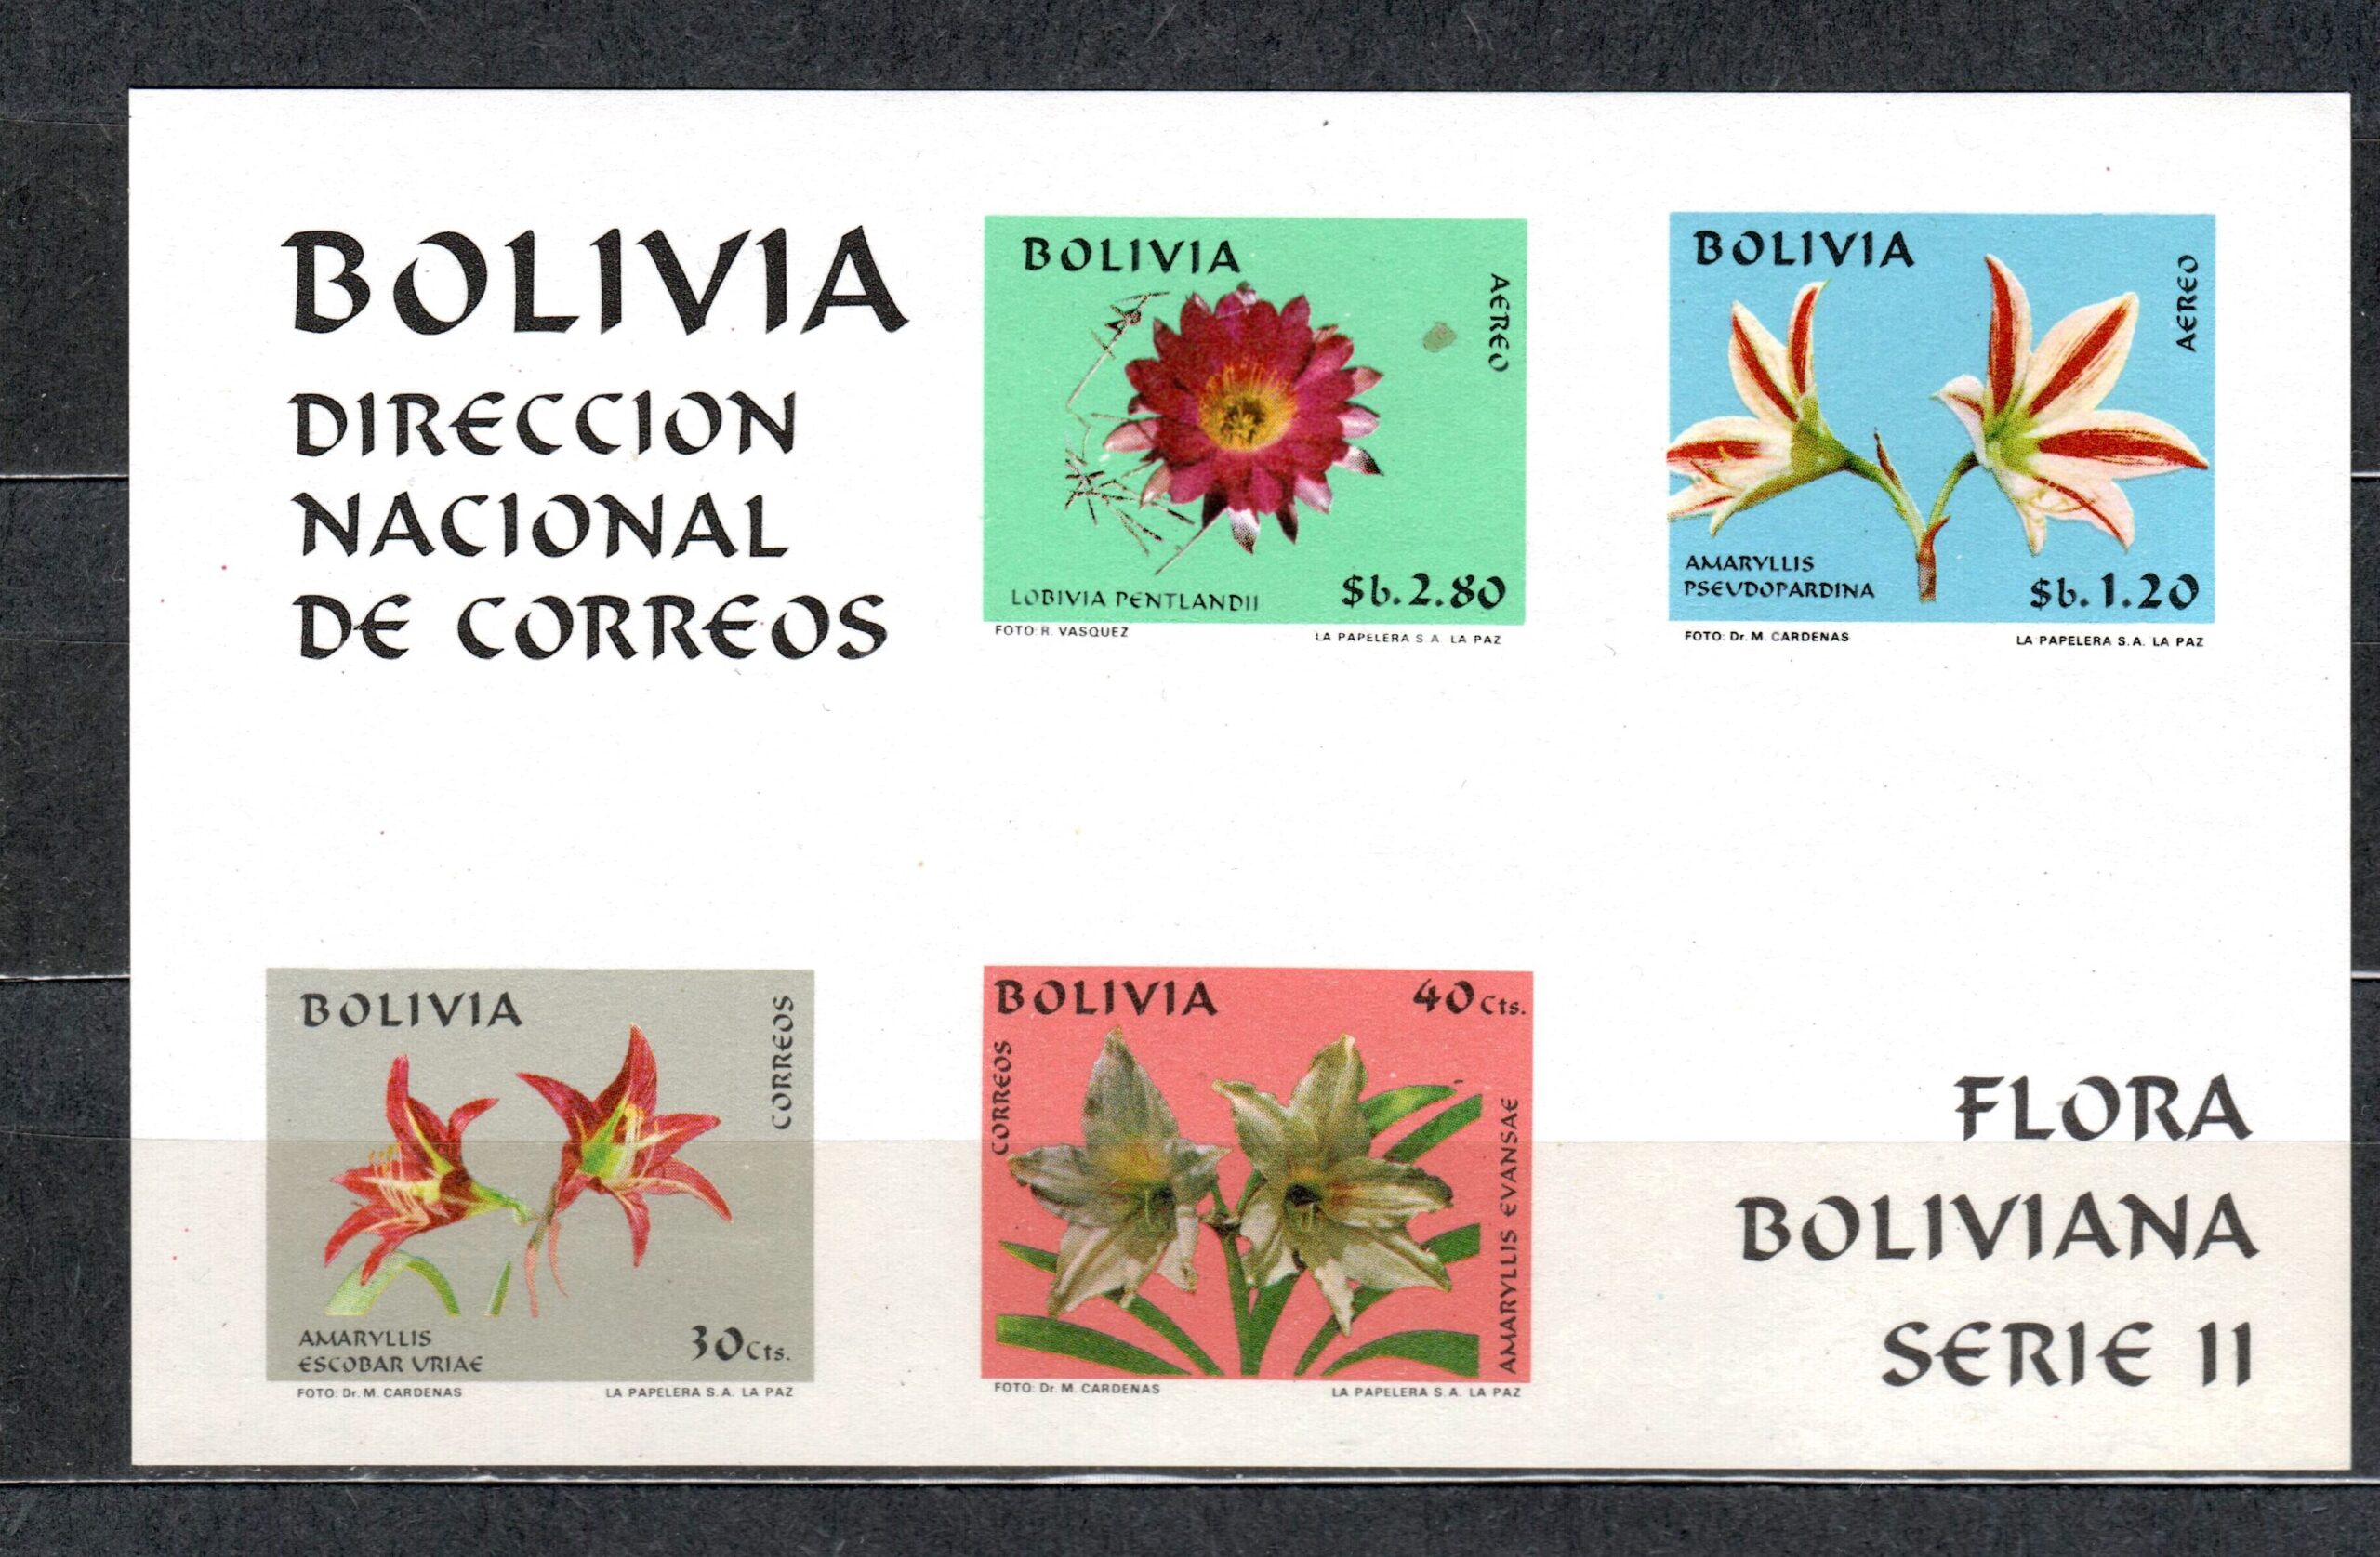 BOLIVIA
DIRECCION
NACIONAL
DE CORREOS
BOLIVIA
AEREO
LOBIVIA PENTLANDII
$b.2.80
FOTO: R. VASQUEZ
LA PAPELERA S.A. LA PAZ
BOLIVIA
AEREO
AMARYLLIS
PSEUDOPARDINA
$b.1.20
FOTO: Dr. M. CARDENAS
LA PAPELERA S.A. LA PAZ
BOLIVIA
CORREOS
AMARYLLIS
ESCOBAR URIAE
30Cts.
FOTO: Dr. M. CARDENAS
LA PAPELERA S.A. LA PAZ
BOLIVIA
40Cts.
CORREOS
AMARYLLIS EVANSAE
FOTO: Dr. M. CARDENAS
LA PAPELERA S.A. LA PAZ
FLORA
BOLIVIANA
SERIE II